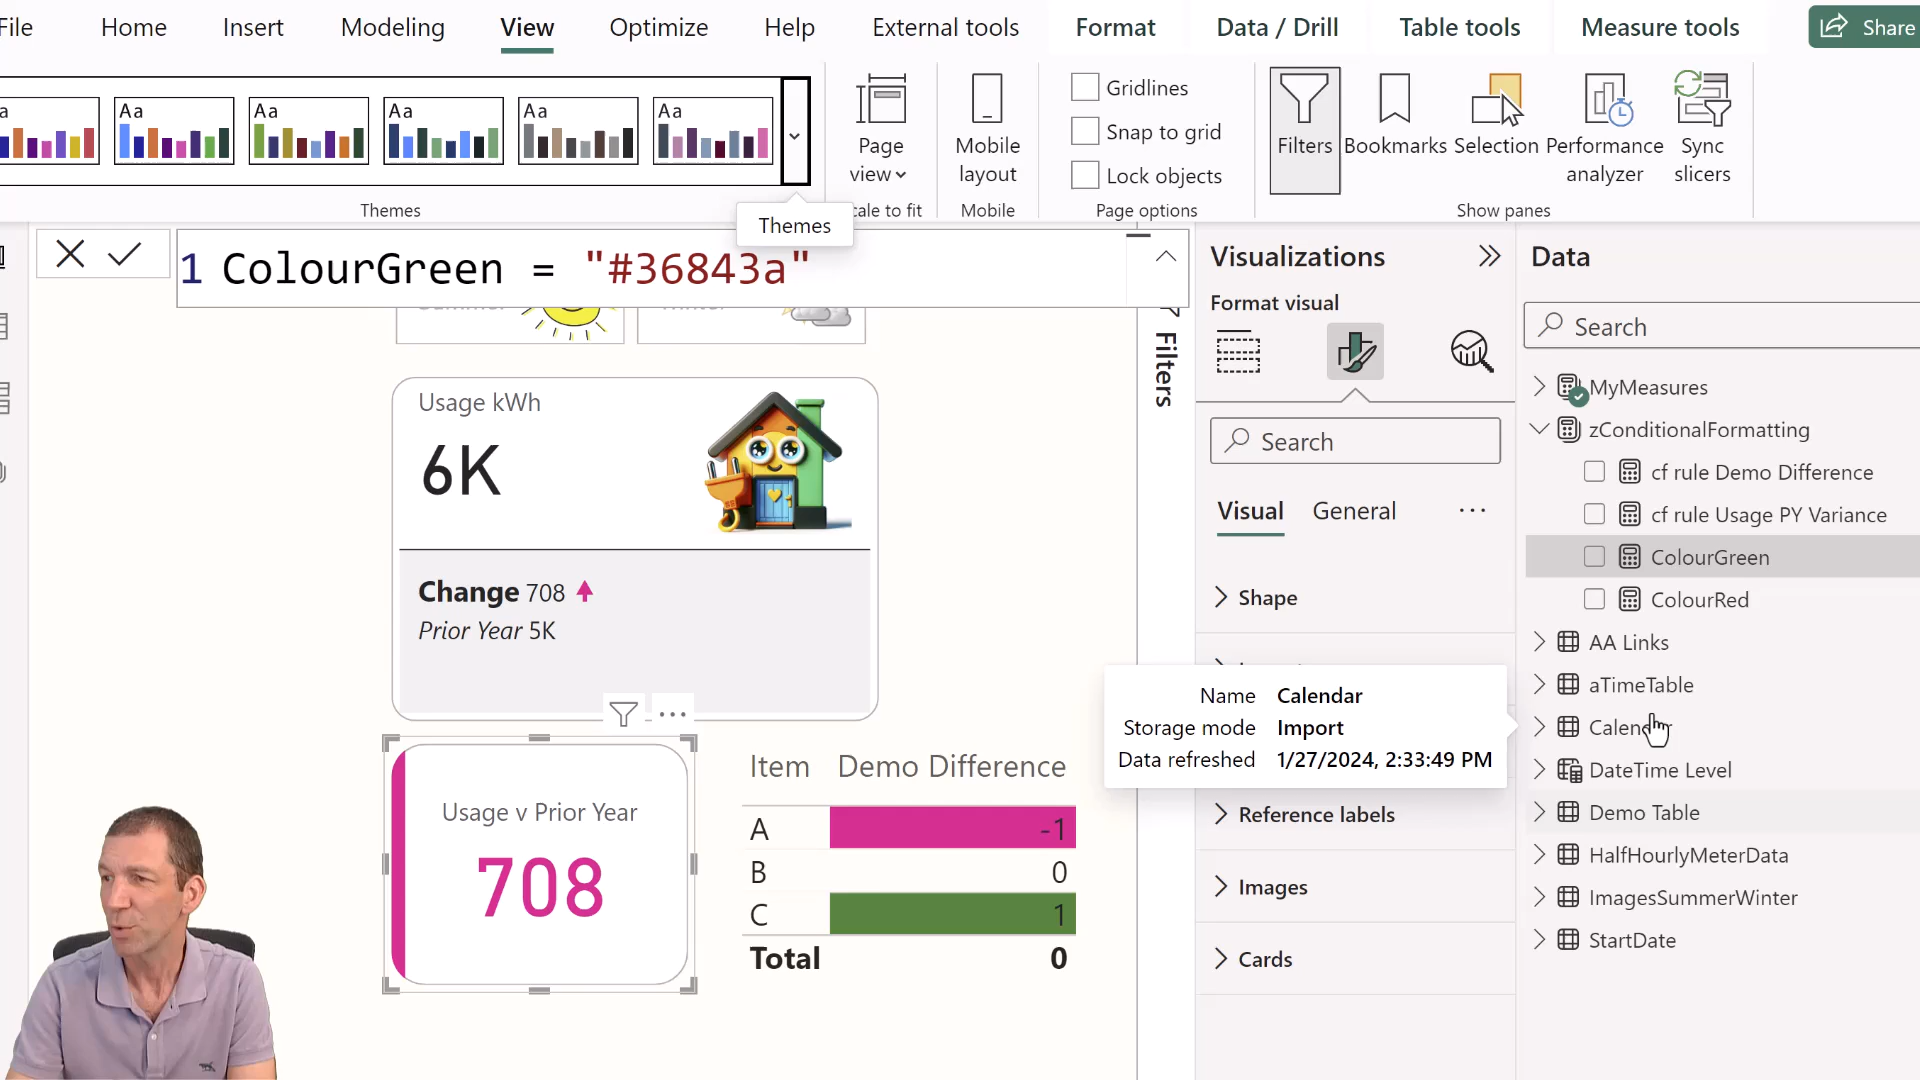 File Home Insert Modeling View Optimize Help External tools Format Data / Drill Table tools Measure tools Share
Aa Aa Aa Aa Aa
Page view
Mobile layout
Gridlines
Snap to grid
Lock objects
Filters
Bookmarks
Selection
Performance analyzer
Sync slicers
Themes
Mobile
Page options
Show panes
Themes
1 ColourGreen = "#36843a"
Usage kWh
6K
Change 708
Prior Year 5K
Usage v Prior Year
708
Item Demo Difference
A -1
B 0
C 1
Total 0
Filters
Visualizations
Format visual
Search
Visual General ...
Shape
Name Calendar
Storage mode Import
Data refreshed 1/27/2024, 2:33:49 PM
Reference labels
Images
Cards
Data
Search
MyMeasures
zConditionalFormatting
cf rule Demo Difference
cf rule Usage PY Variance
ColourGreen
ColourRed
AA Links
aTimeTable
Calendar
DateTime Level
Demo Table
HalfHourlyMeterData
ImagesSummerWinter
StartDate